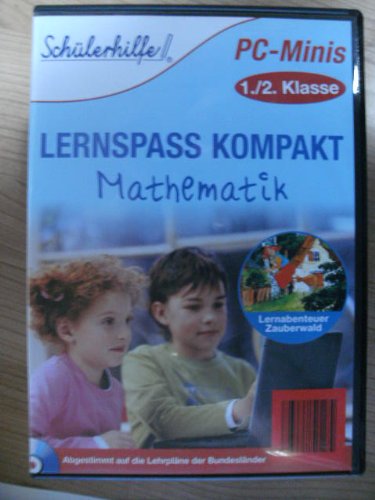 Schülerhilfe!®
PC-Minis
1./2. Klasse
LERNSPASS KOMPAKT
Mathematik
Lernabenteuer
Zauberwald
Abgestimmt auf die Lehrpläne der Bundesländer